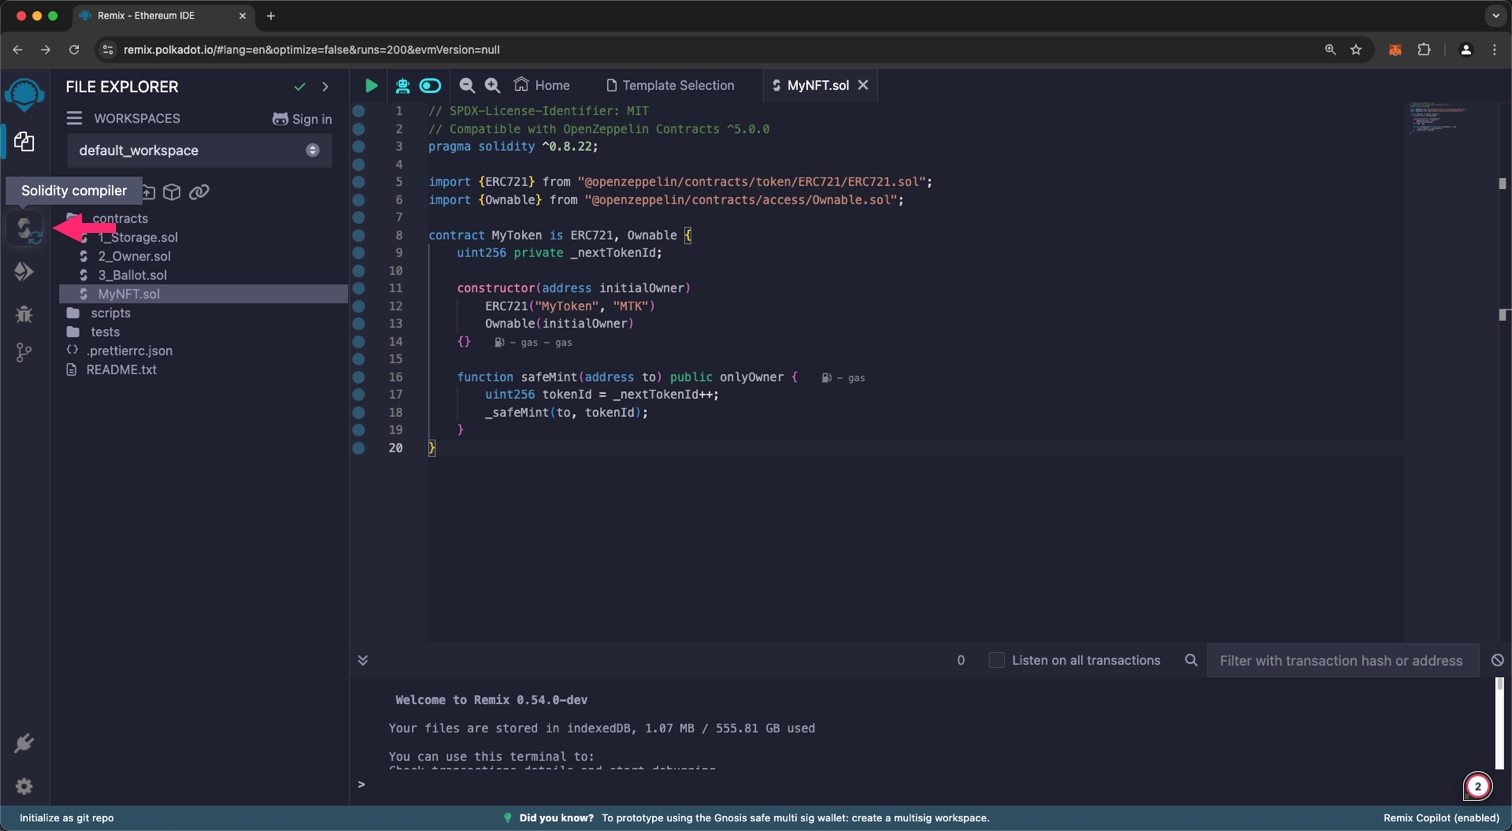 Remix - Ethereum IDE
remix.polkadot.io/#lang=en&optimize=false&runs=200&evmVersion=null
FILE EXPLORER
WORKSPACES
Sign in
default_workspace
Solidity compiler
contracts
1_Storage.sol
2_Owner.sol
3_Ballot.sol
MyNFT.sol
scripts
tests
.prettierrc.json
README.txt
Home
Template Selection
MyNFT.sol
1 // SPDX-License-Identifier: MIT
2 // Compatible with OpenZeppelin Contracts ^5.0.0
3 pragma solidity ^0.8.22;
4
5 import {ERC721} from "@openzeppelin/contracts/token/ERC721/ERC721.sol";
6 import {Ownable} from "@openzeppelin/contracts/access/Ownable.sol";
7
8 contract MyToken is ERC721, Ownable {
9 uint256 private _nextTokenId;
10
11 constructor(address initialOwner)
12 ERC721("MyToken", "MTK")
13 Ownable(initialOwner)
14 {} - gas - gas
15
16 function safeMint(address to) public onlyOwner { - gas
17 uint256 tokenId = _nextTokenId++;
18 _safeMint(to, tokenId);
19 }
20 }
0
Listen on all transactions
Filter with transaction hash or address
Welcome to Remix 0.54.0-dev
Your files are stored in indexedDB, 1.07 MB / 555.81 GB used
You can use this terminal to:
Check transactions details and start debugging
>
2
Initialize as git repo
Did you know? To prototype using the Gnosis safe multi sig wallet: create a multisig workspace.
Remix Copilot (enabled)